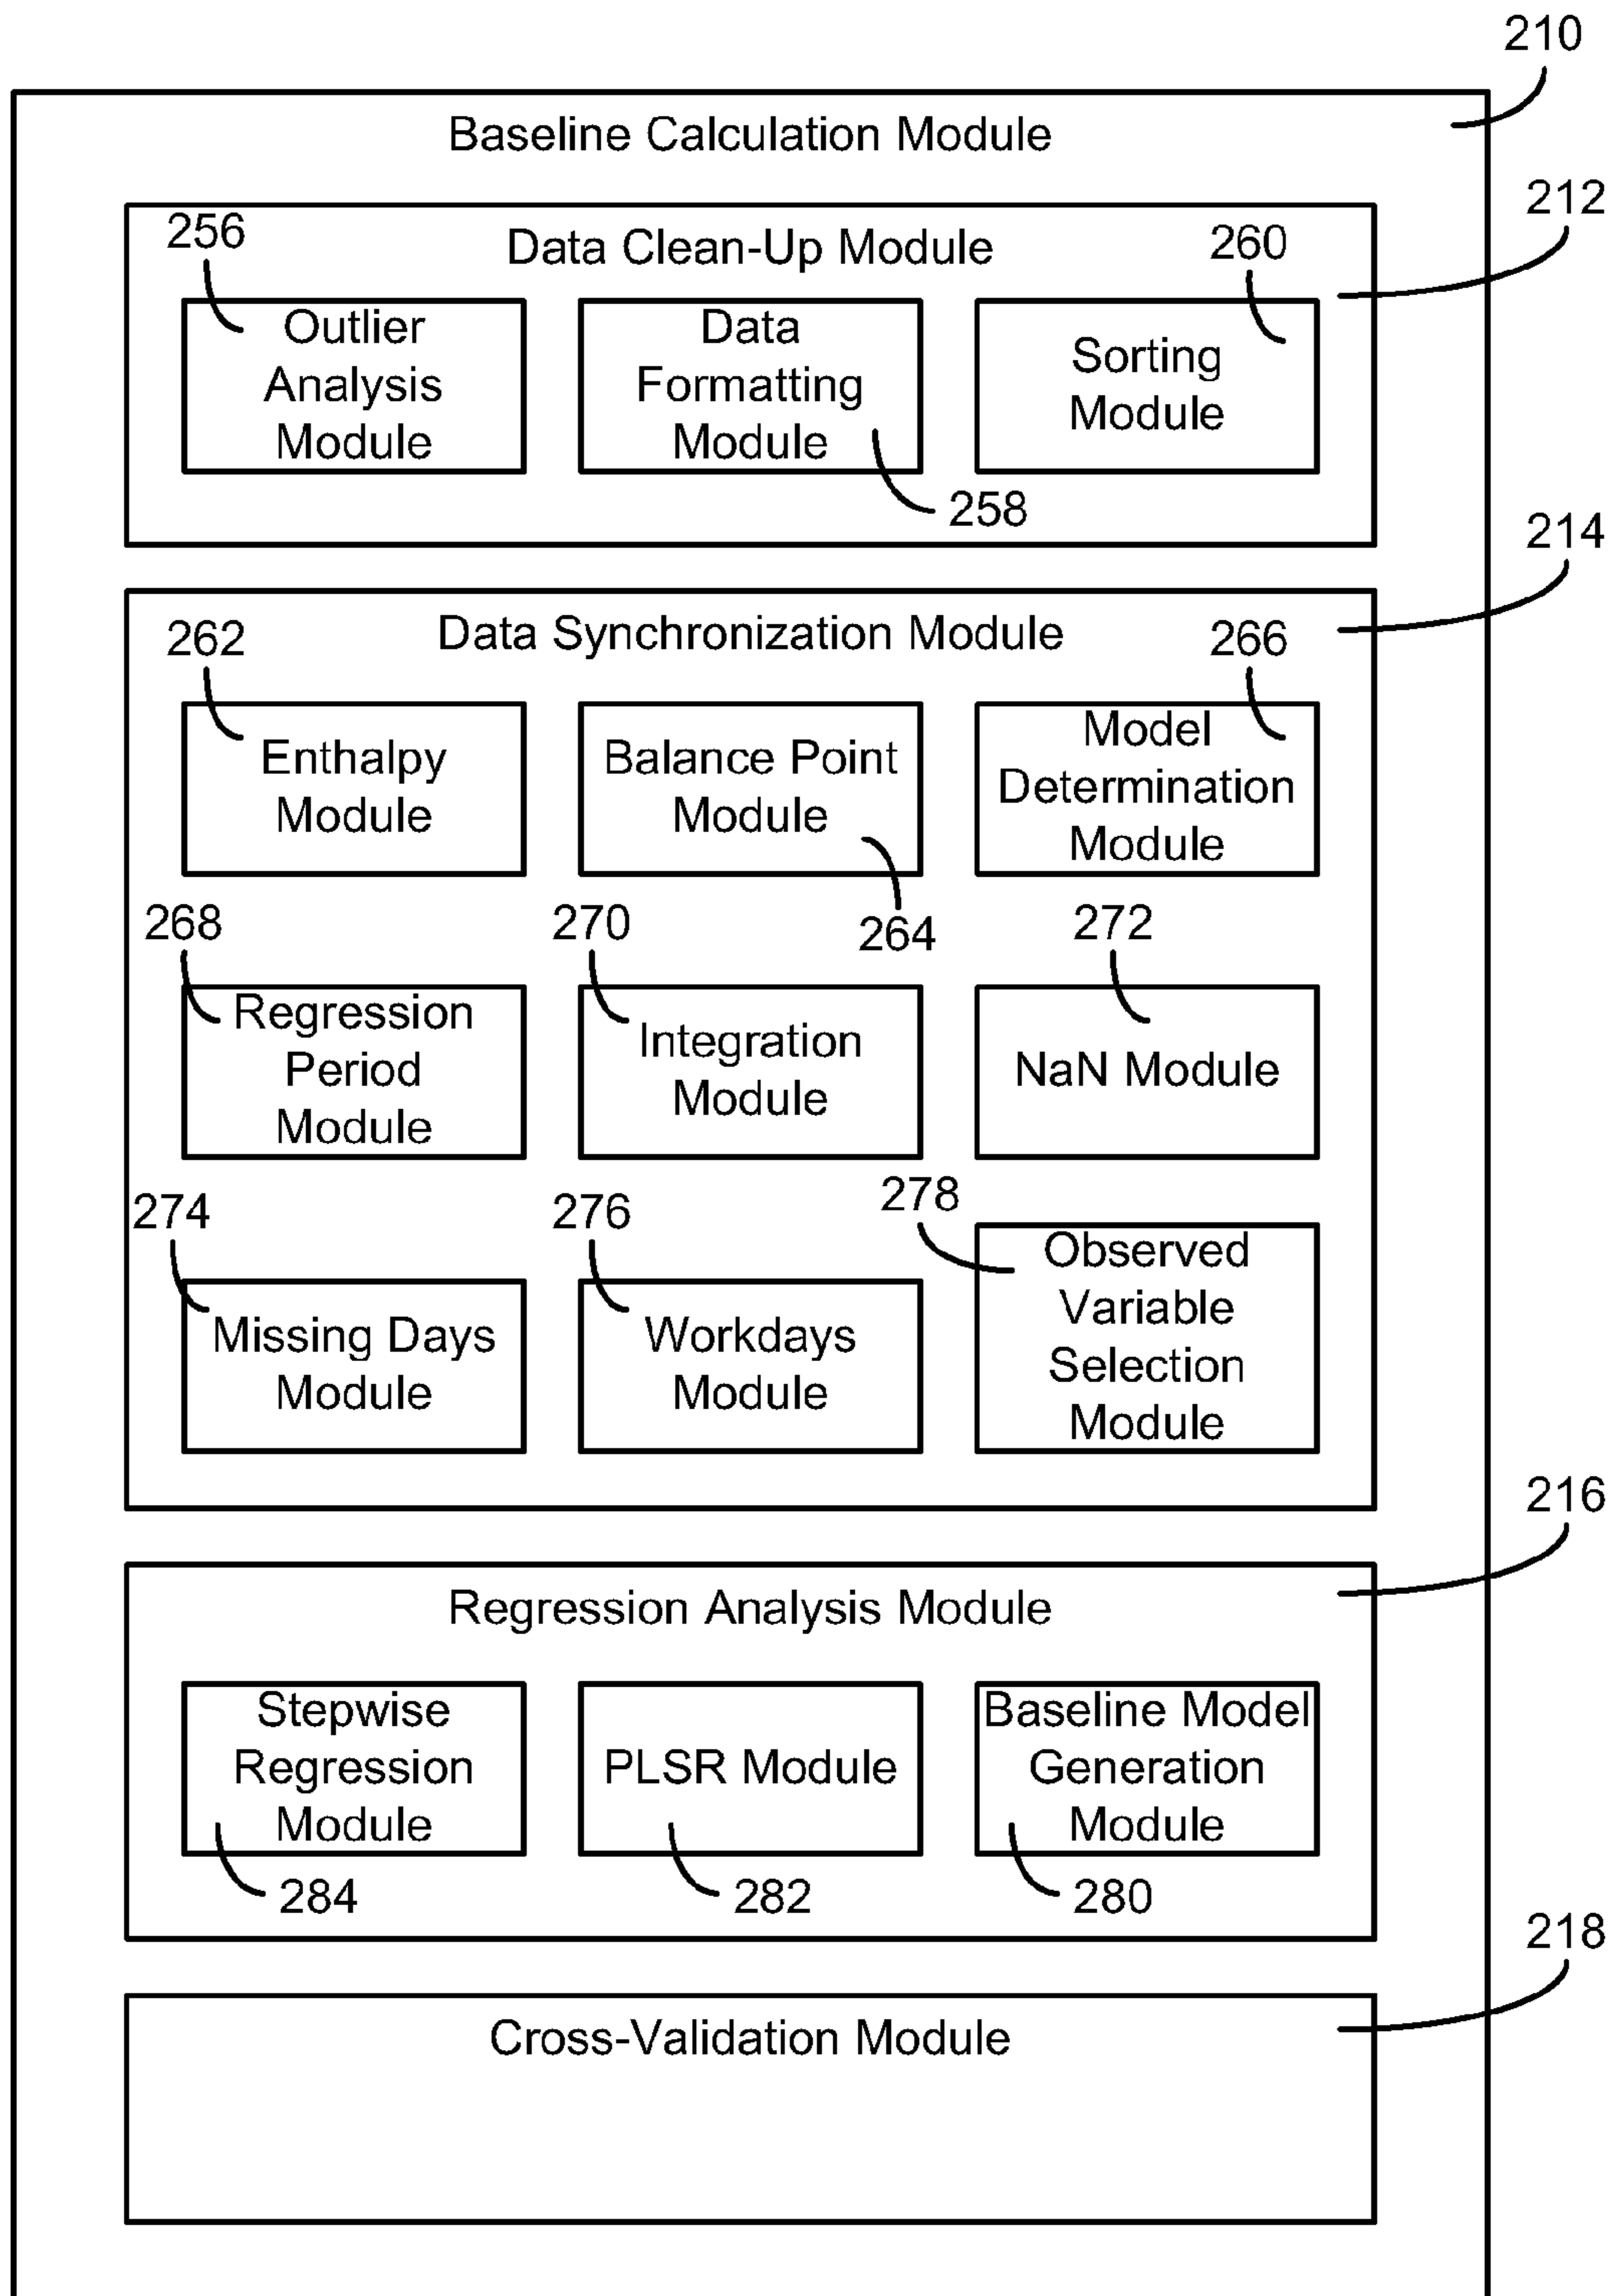 210
Baseline Calculation Module
212
256
Data Clean-Up Module
260
Outlier
Analysis
Module
Data
Formatting
Module
Sorting
Module
258
214
262
Data Synchronization Module
266
Enthalpy
Module
Balance Point
Module
Model
Determination
Module
264
268
270
272
Regression
Period
Module
Integration
Module
NaN Module
274
276
278
Missing Days
Module
Workdays
Module
Observed
Variable
Selection
Module
216
Regression Analysis Module
Stepwise
Regression
Module
PLSR Module
Baseline Model
Generation
Module
284
282
280
218
Cross-Validation Module